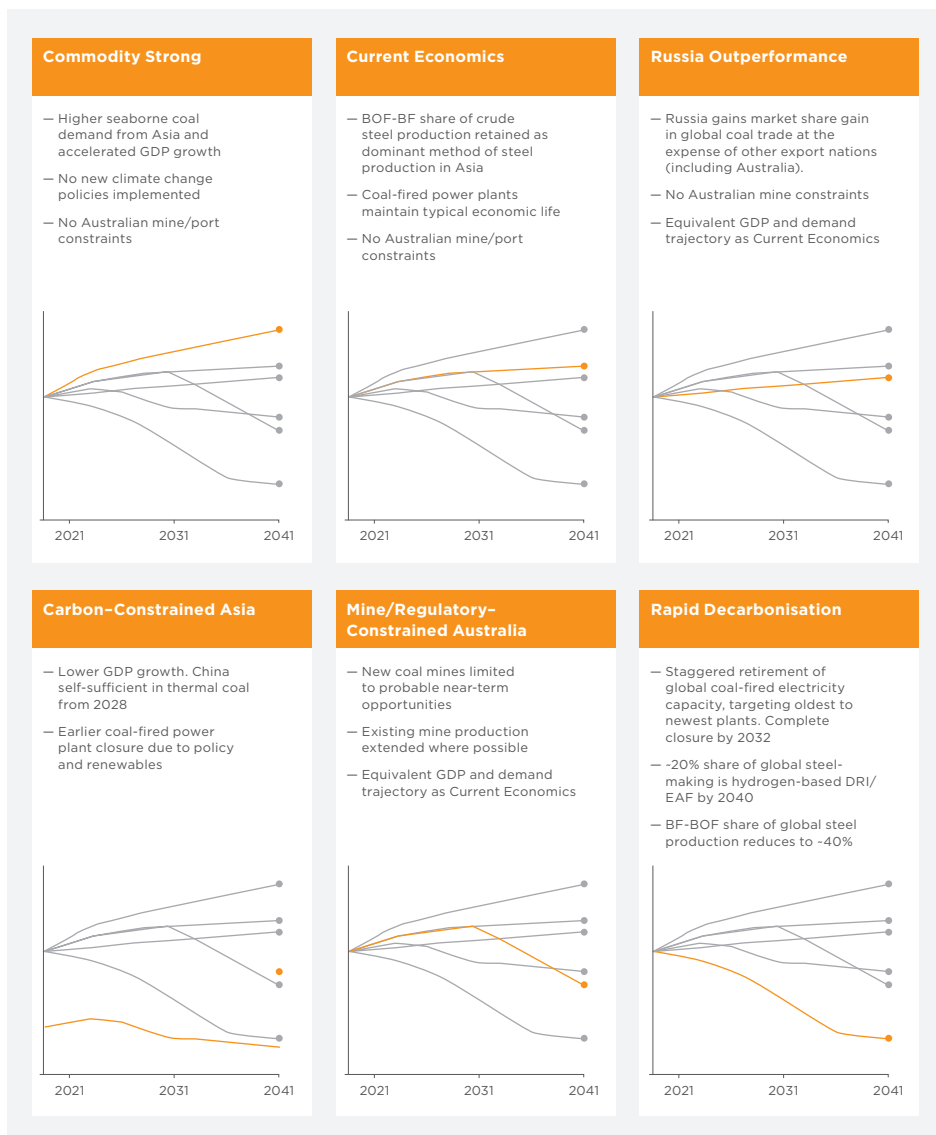 Commodity Strong
— Higher seaborne coal
demand from Asia and
accelerated GDP growth
— No new climate change
policies implemented
— No Australian mine/port
constraints
2021 2031 2041
Current Economics
— BOF-BF share of crude
steel production retained as
dominant method of steel
production in Asia
— Coal-fired power plants
maintain typical economic life
— No Australian mine/port
constraints
2021 2031 2041
Russia Outperformance
— Russia gains market share gain
in global coal trade at the
expense of other export nations
(including Australia).
— No Australian mine constraints
— Equivalent GDP and demand
trajectory as Current Economics
2021 2031 2041
Carbon–Constrained Asia
— Lower GDP growth. China
self-sufficient in thermal coal
from 2028
— Earlier coal-fired power
plant closure due to policy
and renewables
2021 2031 2041
Mine/Regulatory–
Constrained Australia
— New coal mines limited
to probable near-term
opportunities
— Existing mine production
extended where possible
— Equivalent GDP and demand
trajectory as Current Economics
2021 2031 2041
Rapid Decarbonisation
— Staggered retirement of
global coal-fired electricity
capacity, targeting oldest to
newest plants. Complete
closure by 2032
— ~20% share of global steel-
making is hydrogen-based DRI/
EAF by 2040
— BF-BOF share of global steel
production reduces to ~40%
2021 2031 2041